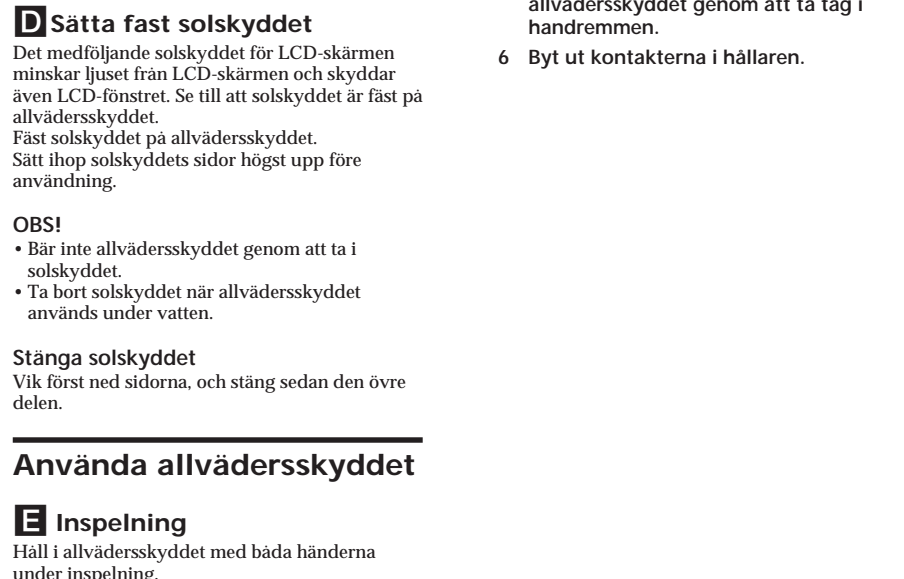 D Sätta fast solskyddet
Det medföljande solskyddet för LCD-skärmen
minskar ljuset från LCD-skärmen och skyddar
även LCD-fönstret. Se till att solskyddet är fäst på
allvädersskyddet.
Fäst solskyddet på allvädersskyddet.
Sätt ihop solskyddets sidor högst upp före
användning.
OBS!
• Bär inte allvädersskyddet genom att ta i
solskyddet.
• Ta bort solskyddet när allvädersskyddet
används under vatten.
Stänga solskyddet
Vik först ned sidorna, och stäng sedan den övre
delen.
Använda allvädersskyddet
E Inspelning
Håll i allvädersskyddet med båda händerna
under inspelning.
allvädersskyddet genom att ta tag i
handremmen.
6 Byt ut kontakterna i hållaren.